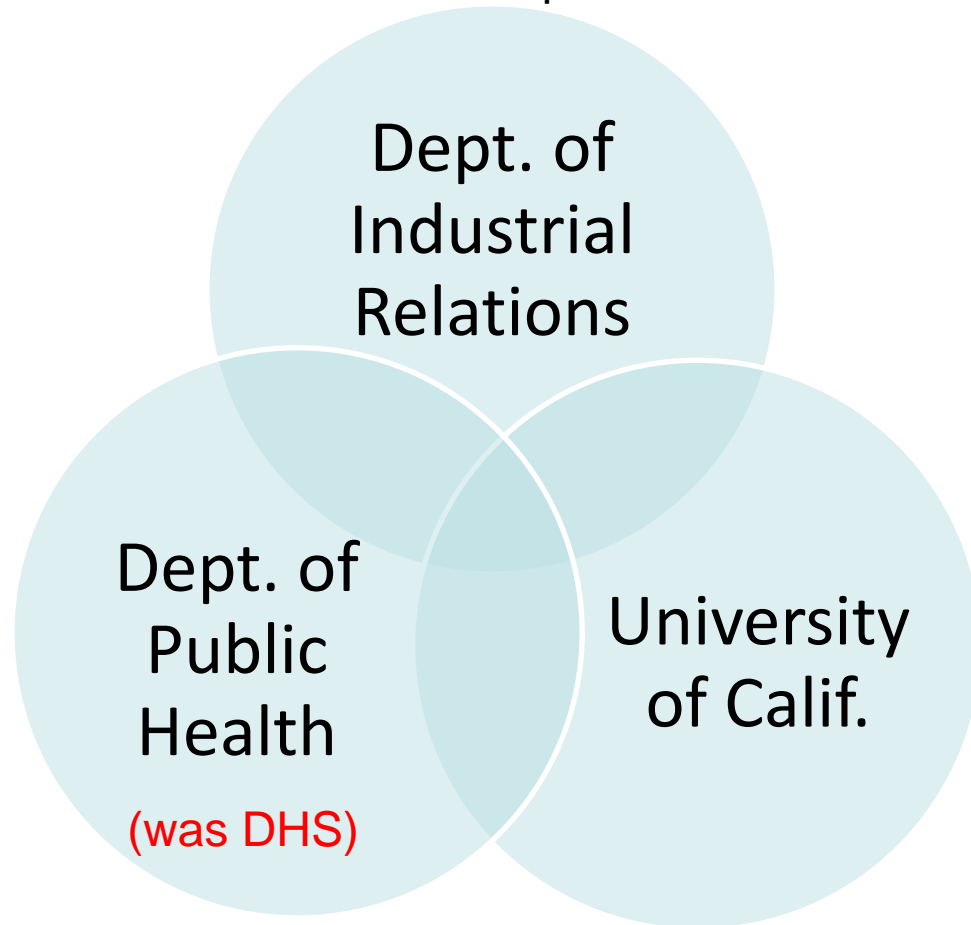 Dept. of
Industrial
Relations
Dept. of
Public
Health
(was DHS)
University
of Calif.